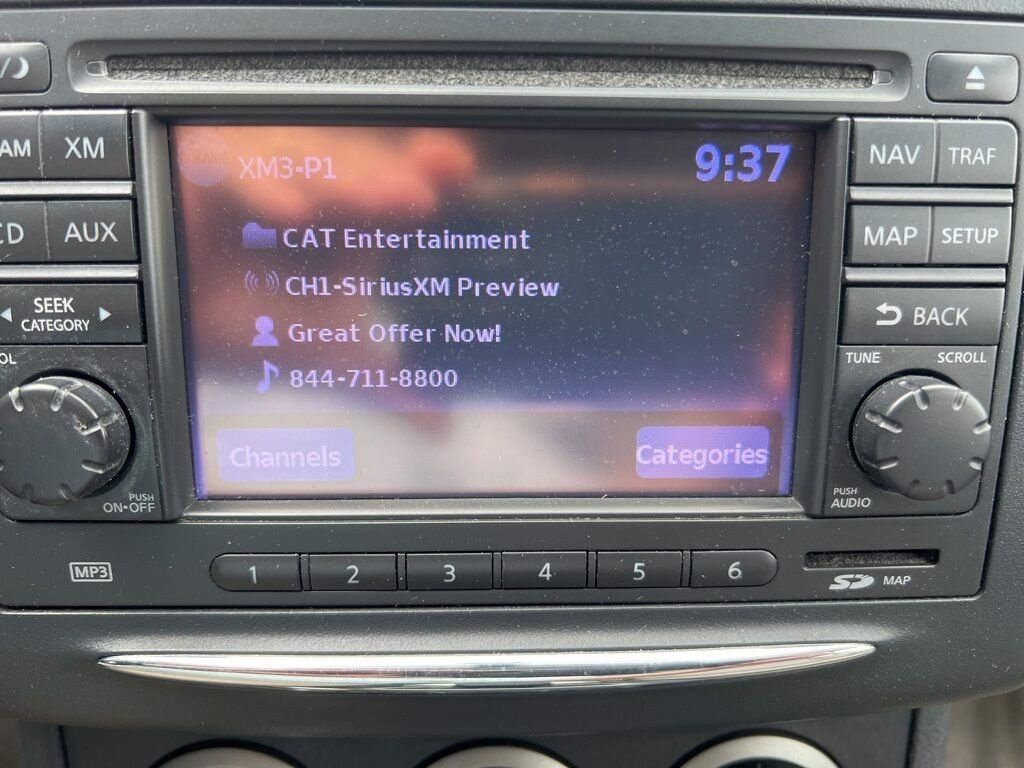 AM XM
CD AUX
SEEK
CATEGORY
OL
PUSH
ON•OFF
XM
XM3-P1 9:37
CAT Entertainment
CH1-SiriusXM Preview
Great Offer Now!
844-711-8800
Channels Categories
NAV TRAF
MAP SETUP
BACK
TUNE SCROLL
PUSH
AUDIO
MP3 1 2 3 4 5 6 SD MAP